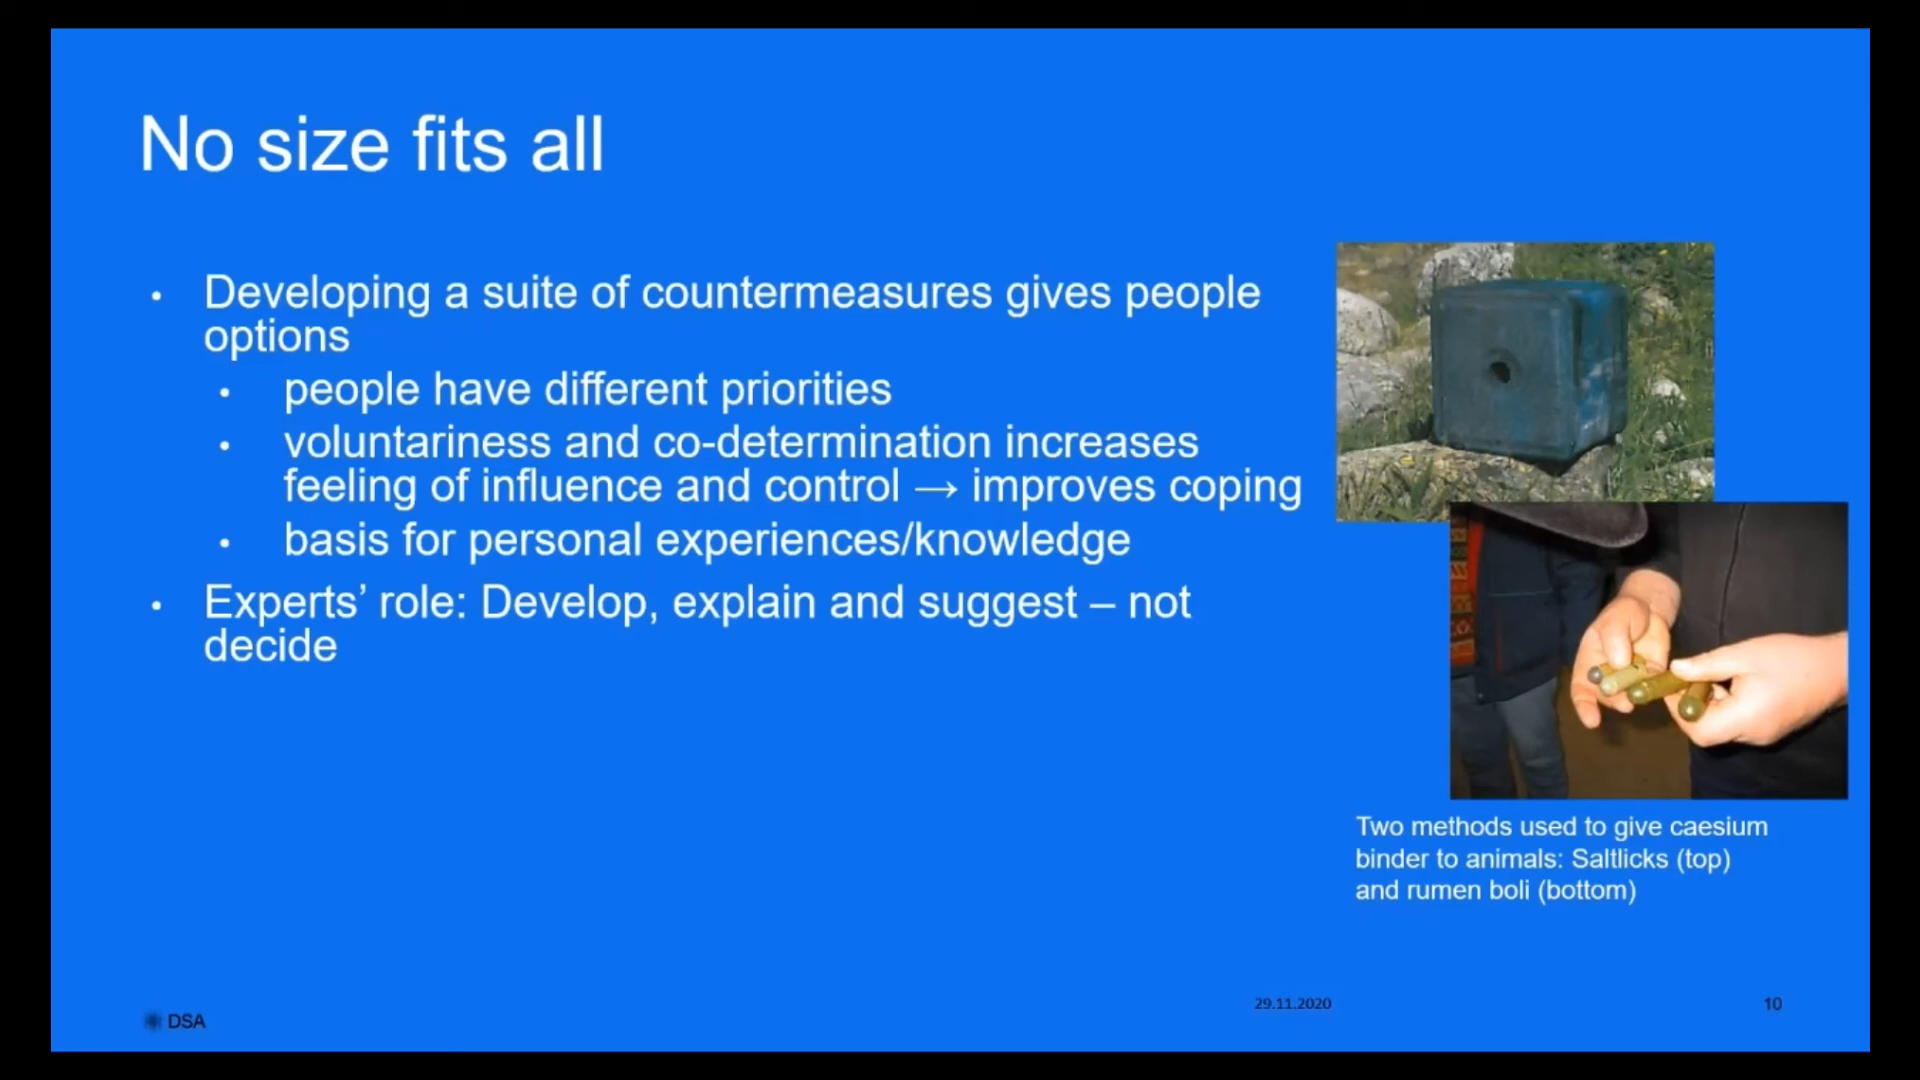 No size fits all
• Developing a suite of countermeasures gives people
options
• people have different priorities
• voluntariness and co-determination increases
feeling of influence and control → improves coping
• basis for personal experiences/knowledge
• Experts’ role: Develop, explain and suggest – not
decide
Two methods used to give caesium
binder to animals: Saltlicks (top)
and rumen boli (bottom)
DSA
29.11.2020
10